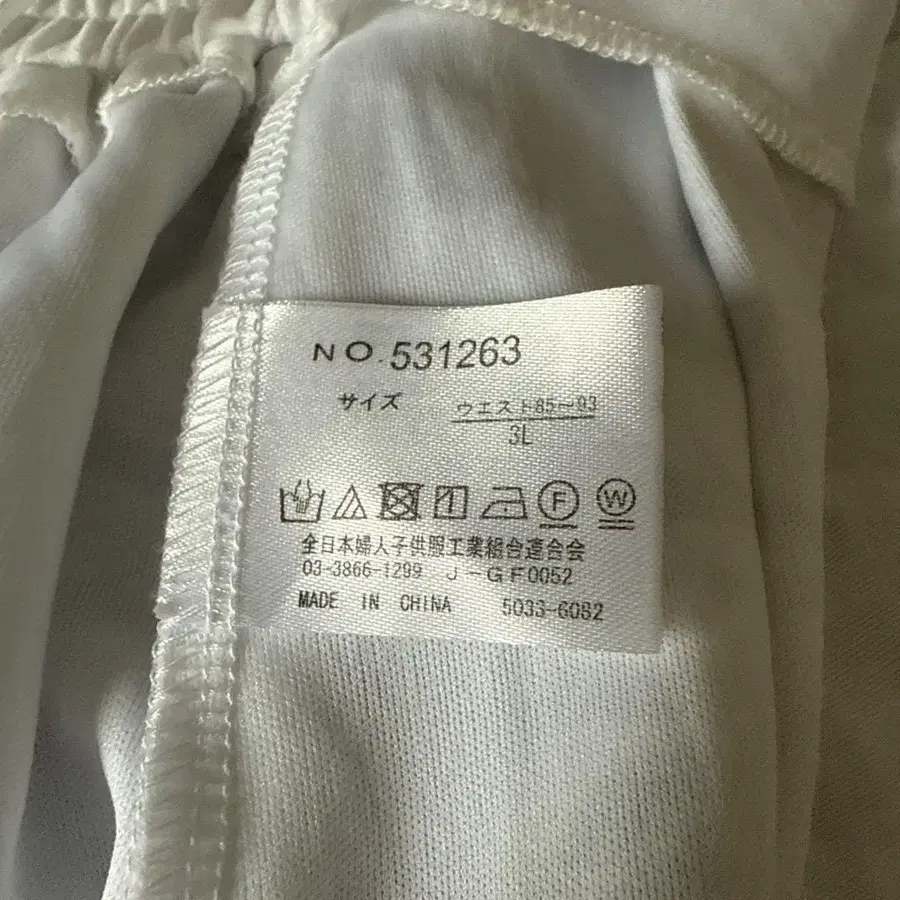 NO.531263
サイズ ウエスト85〜93
3L
F W
全日本婦人子供服工業組合連合会
03-3866-1299 J-GF0052
MADE IN CHINA 5033-6082